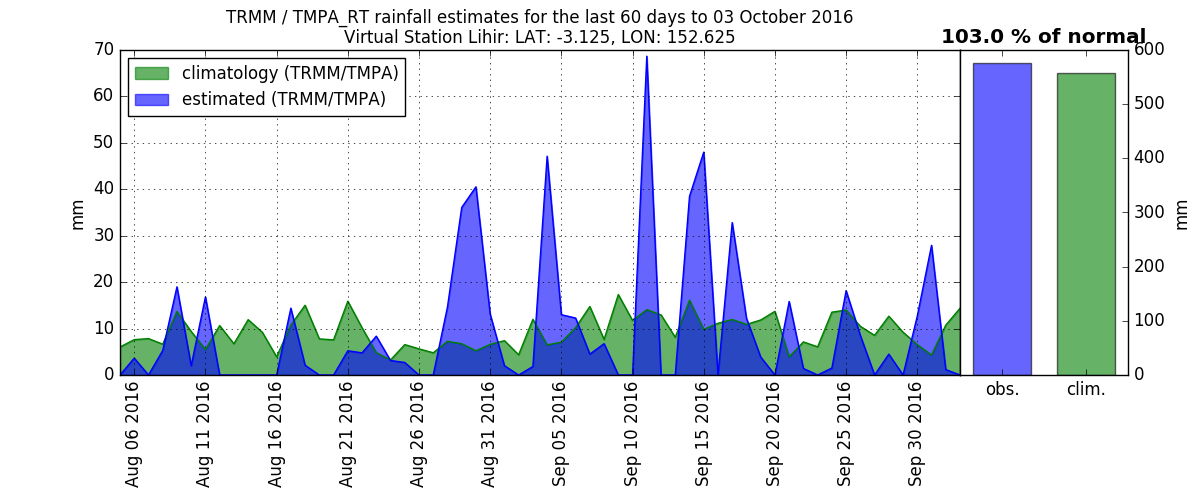 TRMM / TMPA_RT rainfall estimates for the last 60 days to 03 October 2016
Virtual Station Lihir: LAT: -3.125, LON: 152.625
103.0 % of normal
climatology (TRMM/TMPA)
estimated (TRMM/TMPA)
70
60
50
40
30
20
10
0
mm
Aug 06 2016
Aug 11 2016
Aug 16 2016
Aug 21 2016
Aug 26 2016
Aug 31 2016
Sep 05 2016
Sep 10 2016
Sep 15 2016
Sep 20 2016
Sep 25 2016
Sep 30 2016
obs.
clim.
600
500
400
300
200
100
0
mm